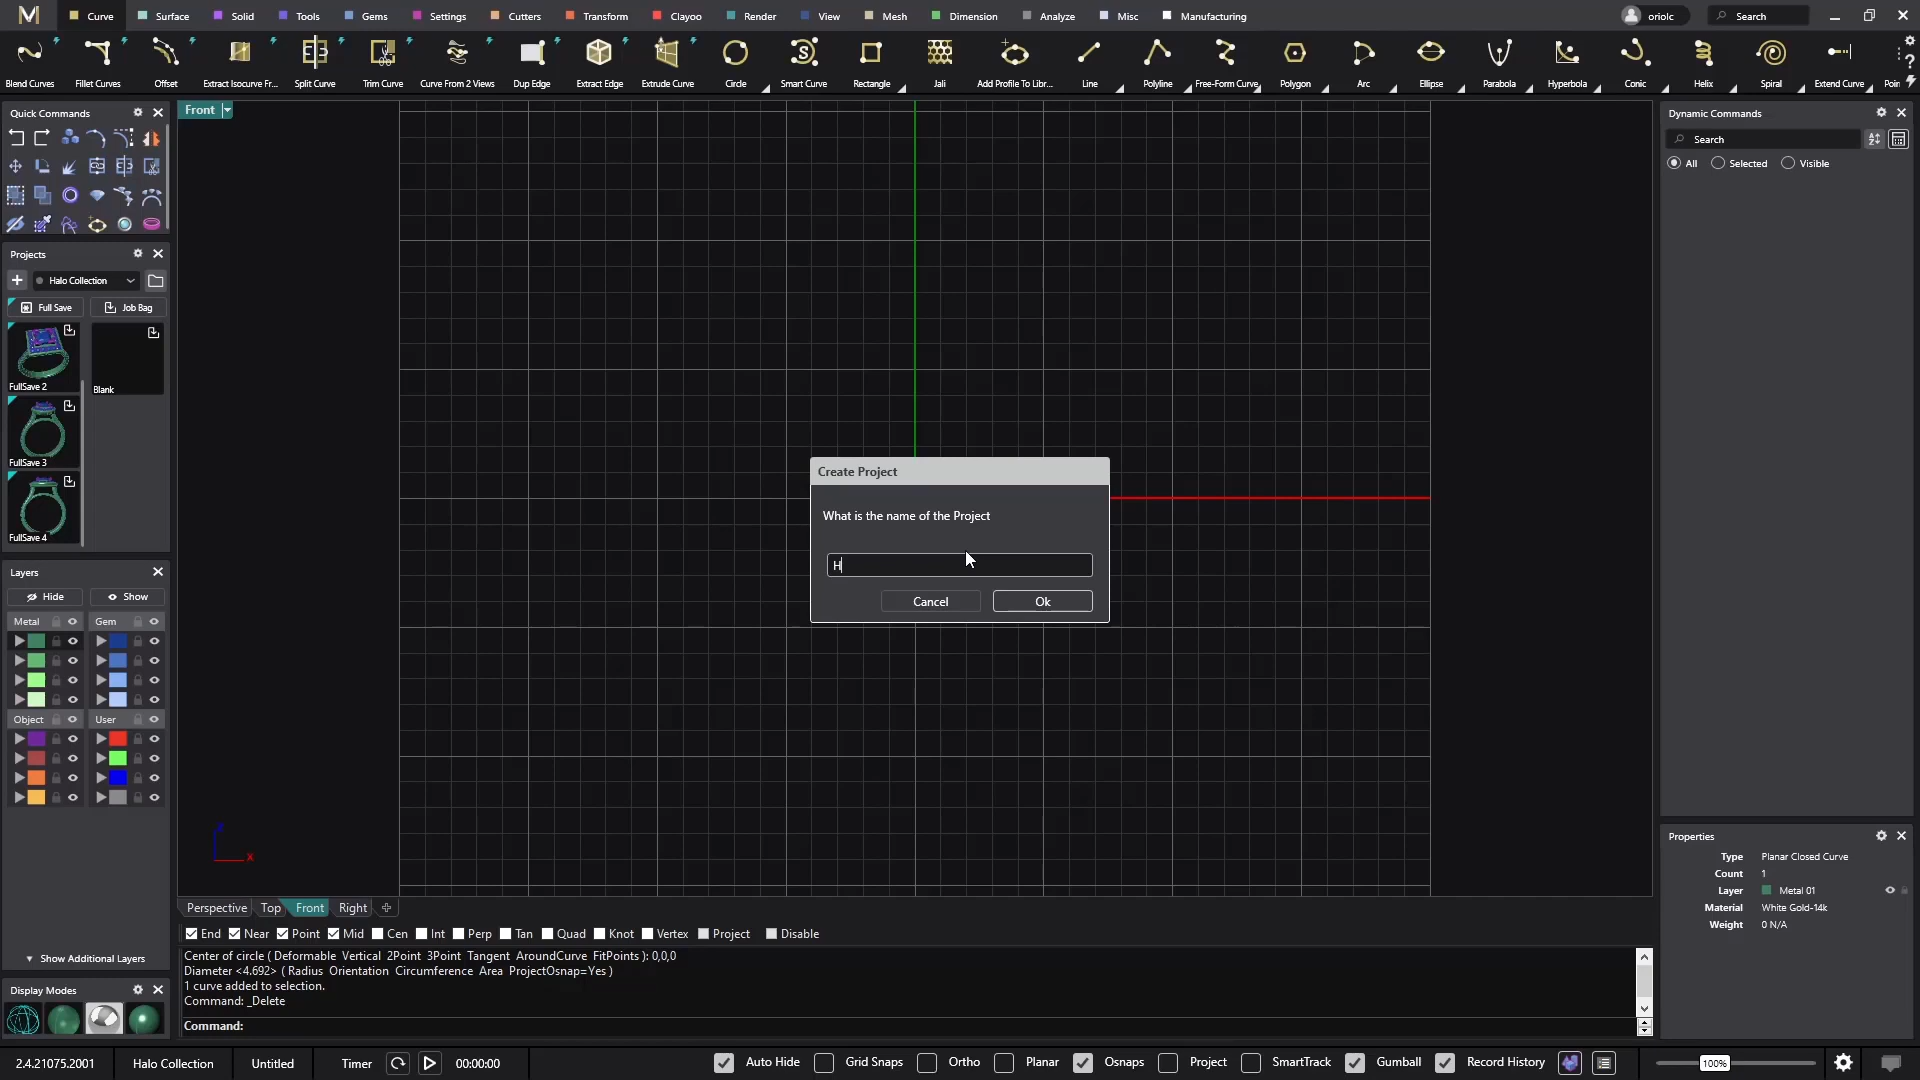 M Curve Surface Solid Tools Gems Settings Cutters Transform Clayoo Render View Mesh Dimension Analyze Misc Manufacturing oriolc Search
Blend Curves Fillet Curves Offset Extract Isocurve Fr... Split Curve Trim Curve Curve From 2 Views Dup Edge Extract Edge Extrude Curve Circle Smart Curve Rectangle Jali Add Profile To Libr... Line Polyline Free-Form Curve Polygon Arc Ellipse Parabola Hyperbola Conic Helix Spiral Extend Curve Poin
Quick Commands
Projects
Halo Collection
Full Save Job Bag
FullSave 2 Blank
FullSave 3
FullSave 4
Layers
Hide Show
Metal Gem
Object User
Show Additional Layers
Display Modes
Front
Create Project
What is the name of the Project
H
Cancel Ok
x
Perspective Top Front Right
End Near Point Mid Cen Int Perp Tan Quad Knot Vertex Project Disable
Center of circle ( Deformable Vertical 2Point 3Point Tangent AroundCurve FitPoints ): 0,0,0
Diameter <4.692> ( Radius Orientation Circumference Area ProjectOsnap=Yes )
1 curve added to selection.
Command: _Delete
Command:
Dynamic Commands
Search
All Selected Visible
Properties
Type Planar Closed Curve
Count 1
Layer Metal 01
Material White Gold-14k
Weight 0 N/A
2.4.21075.2001 Halo Collection Untitled Timer 00:00:00 Auto Hide Grid Snaps Ortho Planar Osnaps Project SmartTrack Gumball Record History 100%